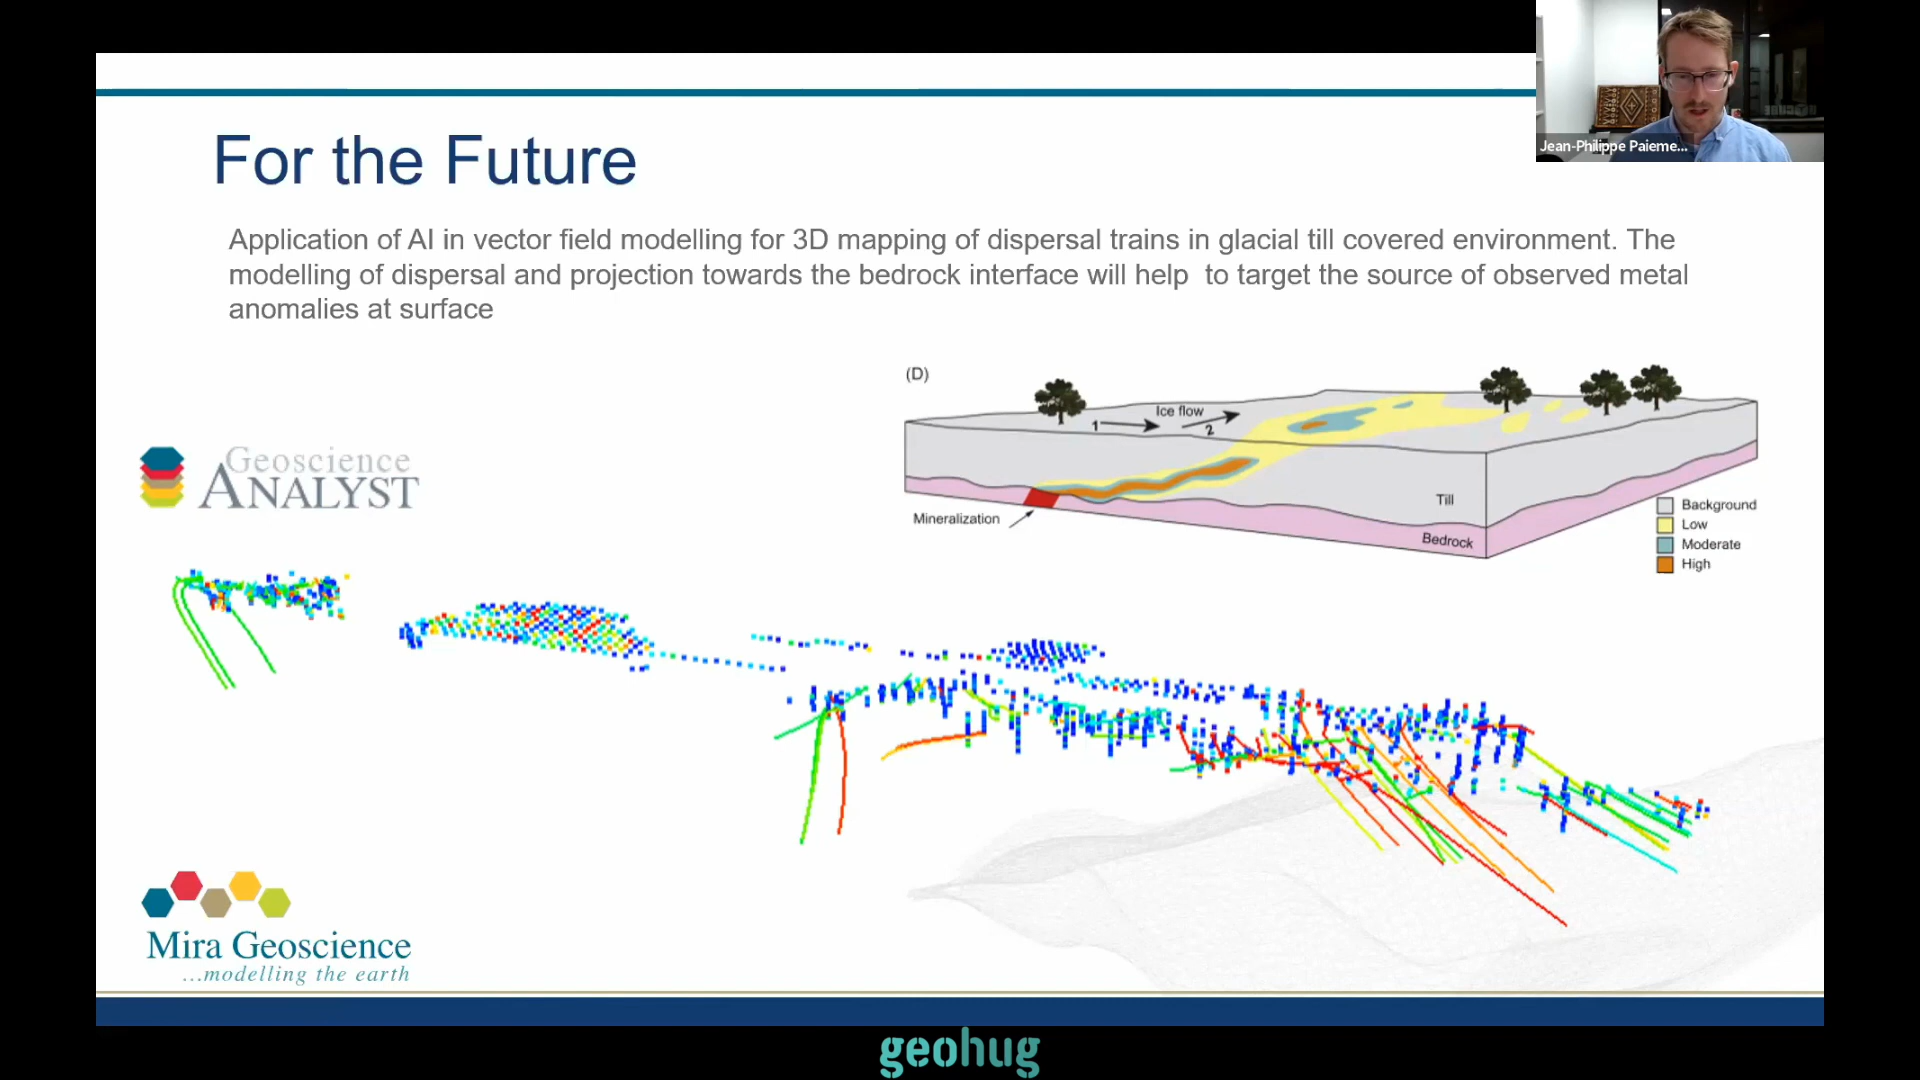 Jean-Philippe Paieme...
For the Future
Application of AI in vector field modelling for 3D mapping of dispersal trains in glacial till covered environment. The
modelling of dispersal and projection towards the bedrock interface will help  to target the source of observed metal
anomalies at surface
(D)
Ice flow
1
2
Till
Mineralization
Bedrock
Background
Low
Moderate
High
Geoscience
ANALYST
Mira Geoscience
...modelling the earth
geohug